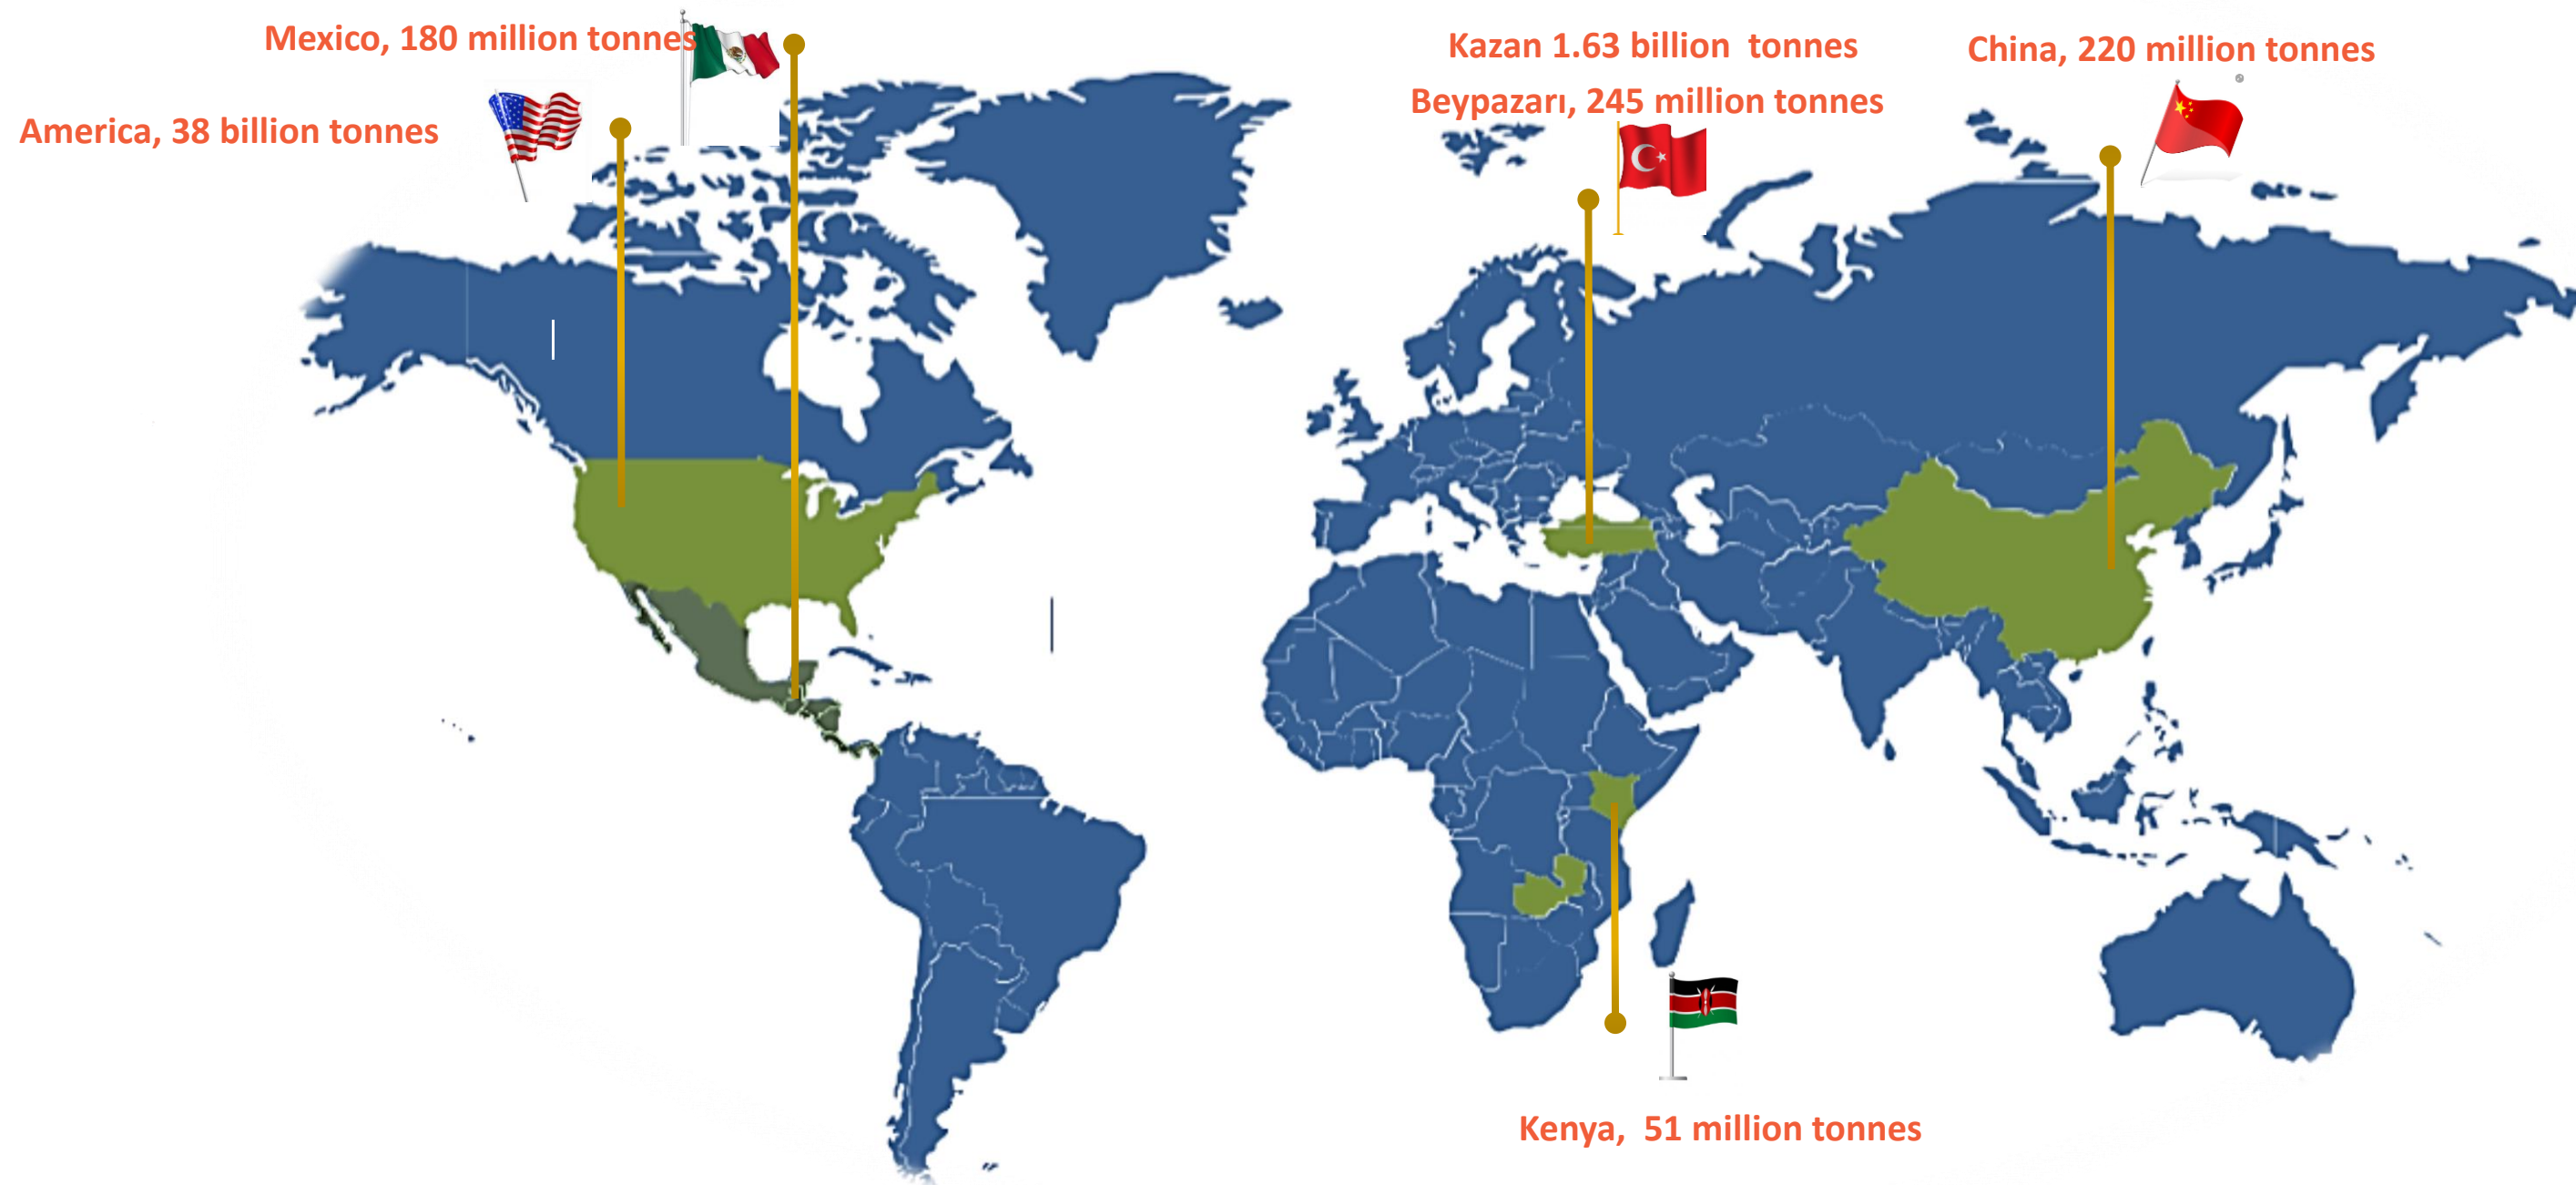 Mexico, 180 million tonnes
America, 38 billion tonnes
Kazan 1.63 billion tonnes
Beypazarı, 245 million tonnes
China, 220 million tonnes
Kenya, 51 million tonnes